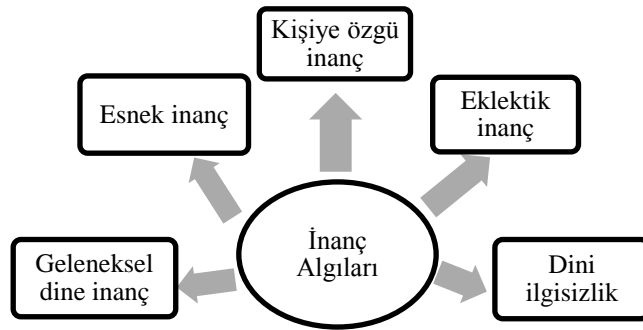 Kişiye özgü
inanç
Esnek inanç
Eklektik
inanç
İnanç
Algıları
Geleneksel
dine inanç
Dini
ilgisizlik